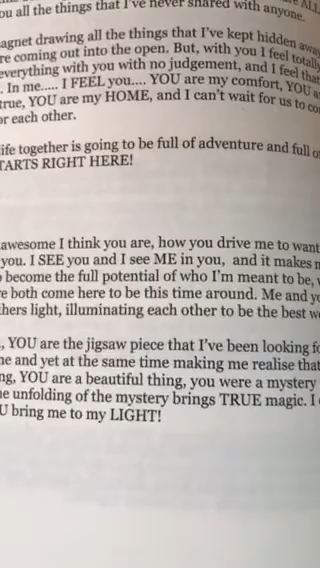 ALL
ou all the things that I've never shared with anyone.
agnet drawing all the things that I've kept hidden away
re coming out into the open. But, with you I feel totally
everything with you with no judgement, and I feel that
. In me..... I FEEL you.... YOU are my comfort, YOU a
true, YOU are my HOME, and I can't wait for us to co
or each other.
ife together is going to be full of adventure and full o
TARTS RIGHT HERE!
awesome I think you are, how you drive me to want
you. I SEE you and I see ME in you, and it makes m
become the full potential of who I'm meant to be,
e both come here to be this time around. Me and yo
thers light, illuminating each other to be the best w
, YOU are the jigsaw piece that I've been looking fo
ne and yet at the same time making me realise that
ng, YOU are a beautiful thing, you were a mystery
e unfolding of the mystery brings TRUE magic. I
U bring me to my LIGHT!